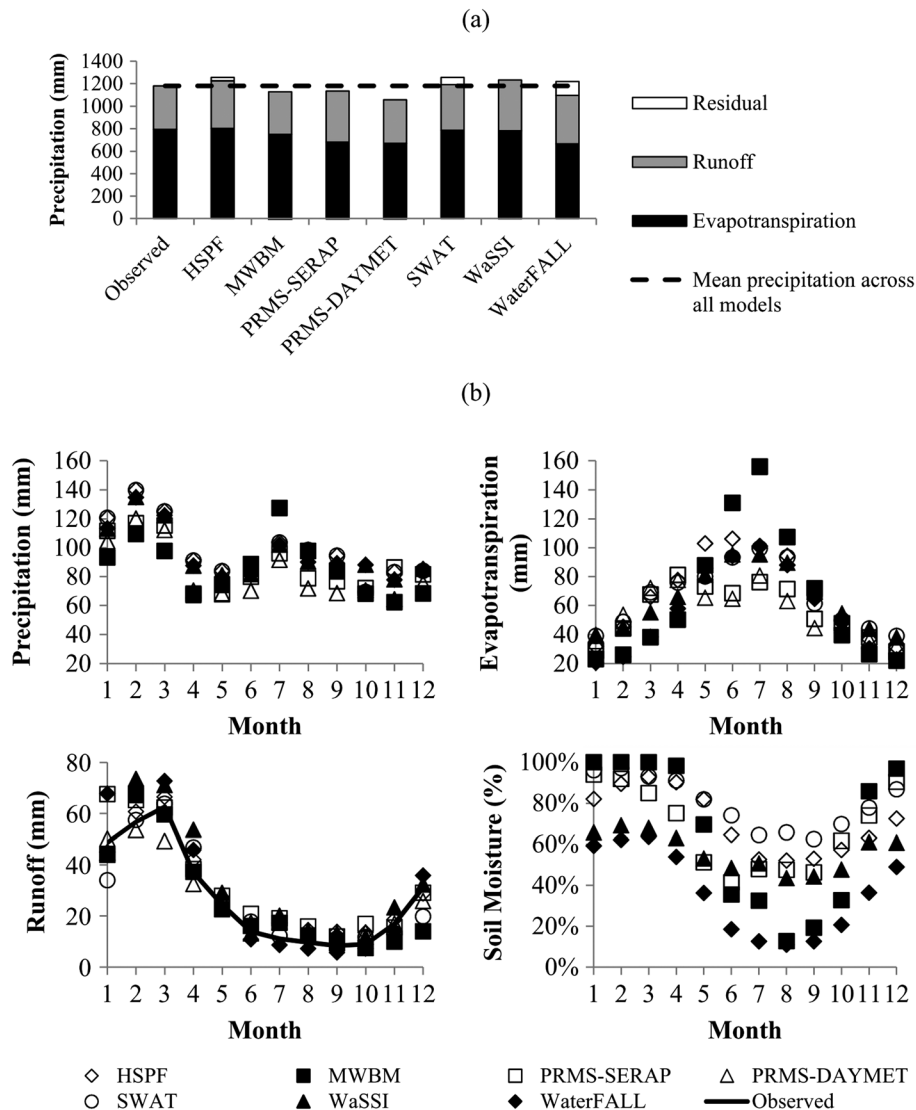 (a)
Precipitation (mm)
1400
1200
1000
800
600
400
200
0
Observed
HSPF
MWBM
PRMS-SERAP
PRMS-DAYMET
SWAT
WaSSI
WaterFALL
Residual
Runoff
Evapotranspiration
Mean precipitation across
all models
(b)
Precipitation (mm)
160
140
120
100
80
60
40
20
1 2 3 4 5 6 7 8 9 10 11 12
Month
Evapotranspiration
(mm)
160
140
120
100
80
60
40
20
1 2 3 4 5 6 7 8 9 10 11 12
Month
Runoff (mm)
80
60
40
20
0
1 2 3 4 5 6 7 8 9 10 11 12
Month
Soil Moisture (%)
100%
80%
60%
40%
20%
0%
1 2 3 4 5 6 7 8 9 10 11 12
Month
HSPF
MWBM
PRMS-SERAP
PRMS-DAYMET
SWAT
WaSSI
WaterFALL
Observed